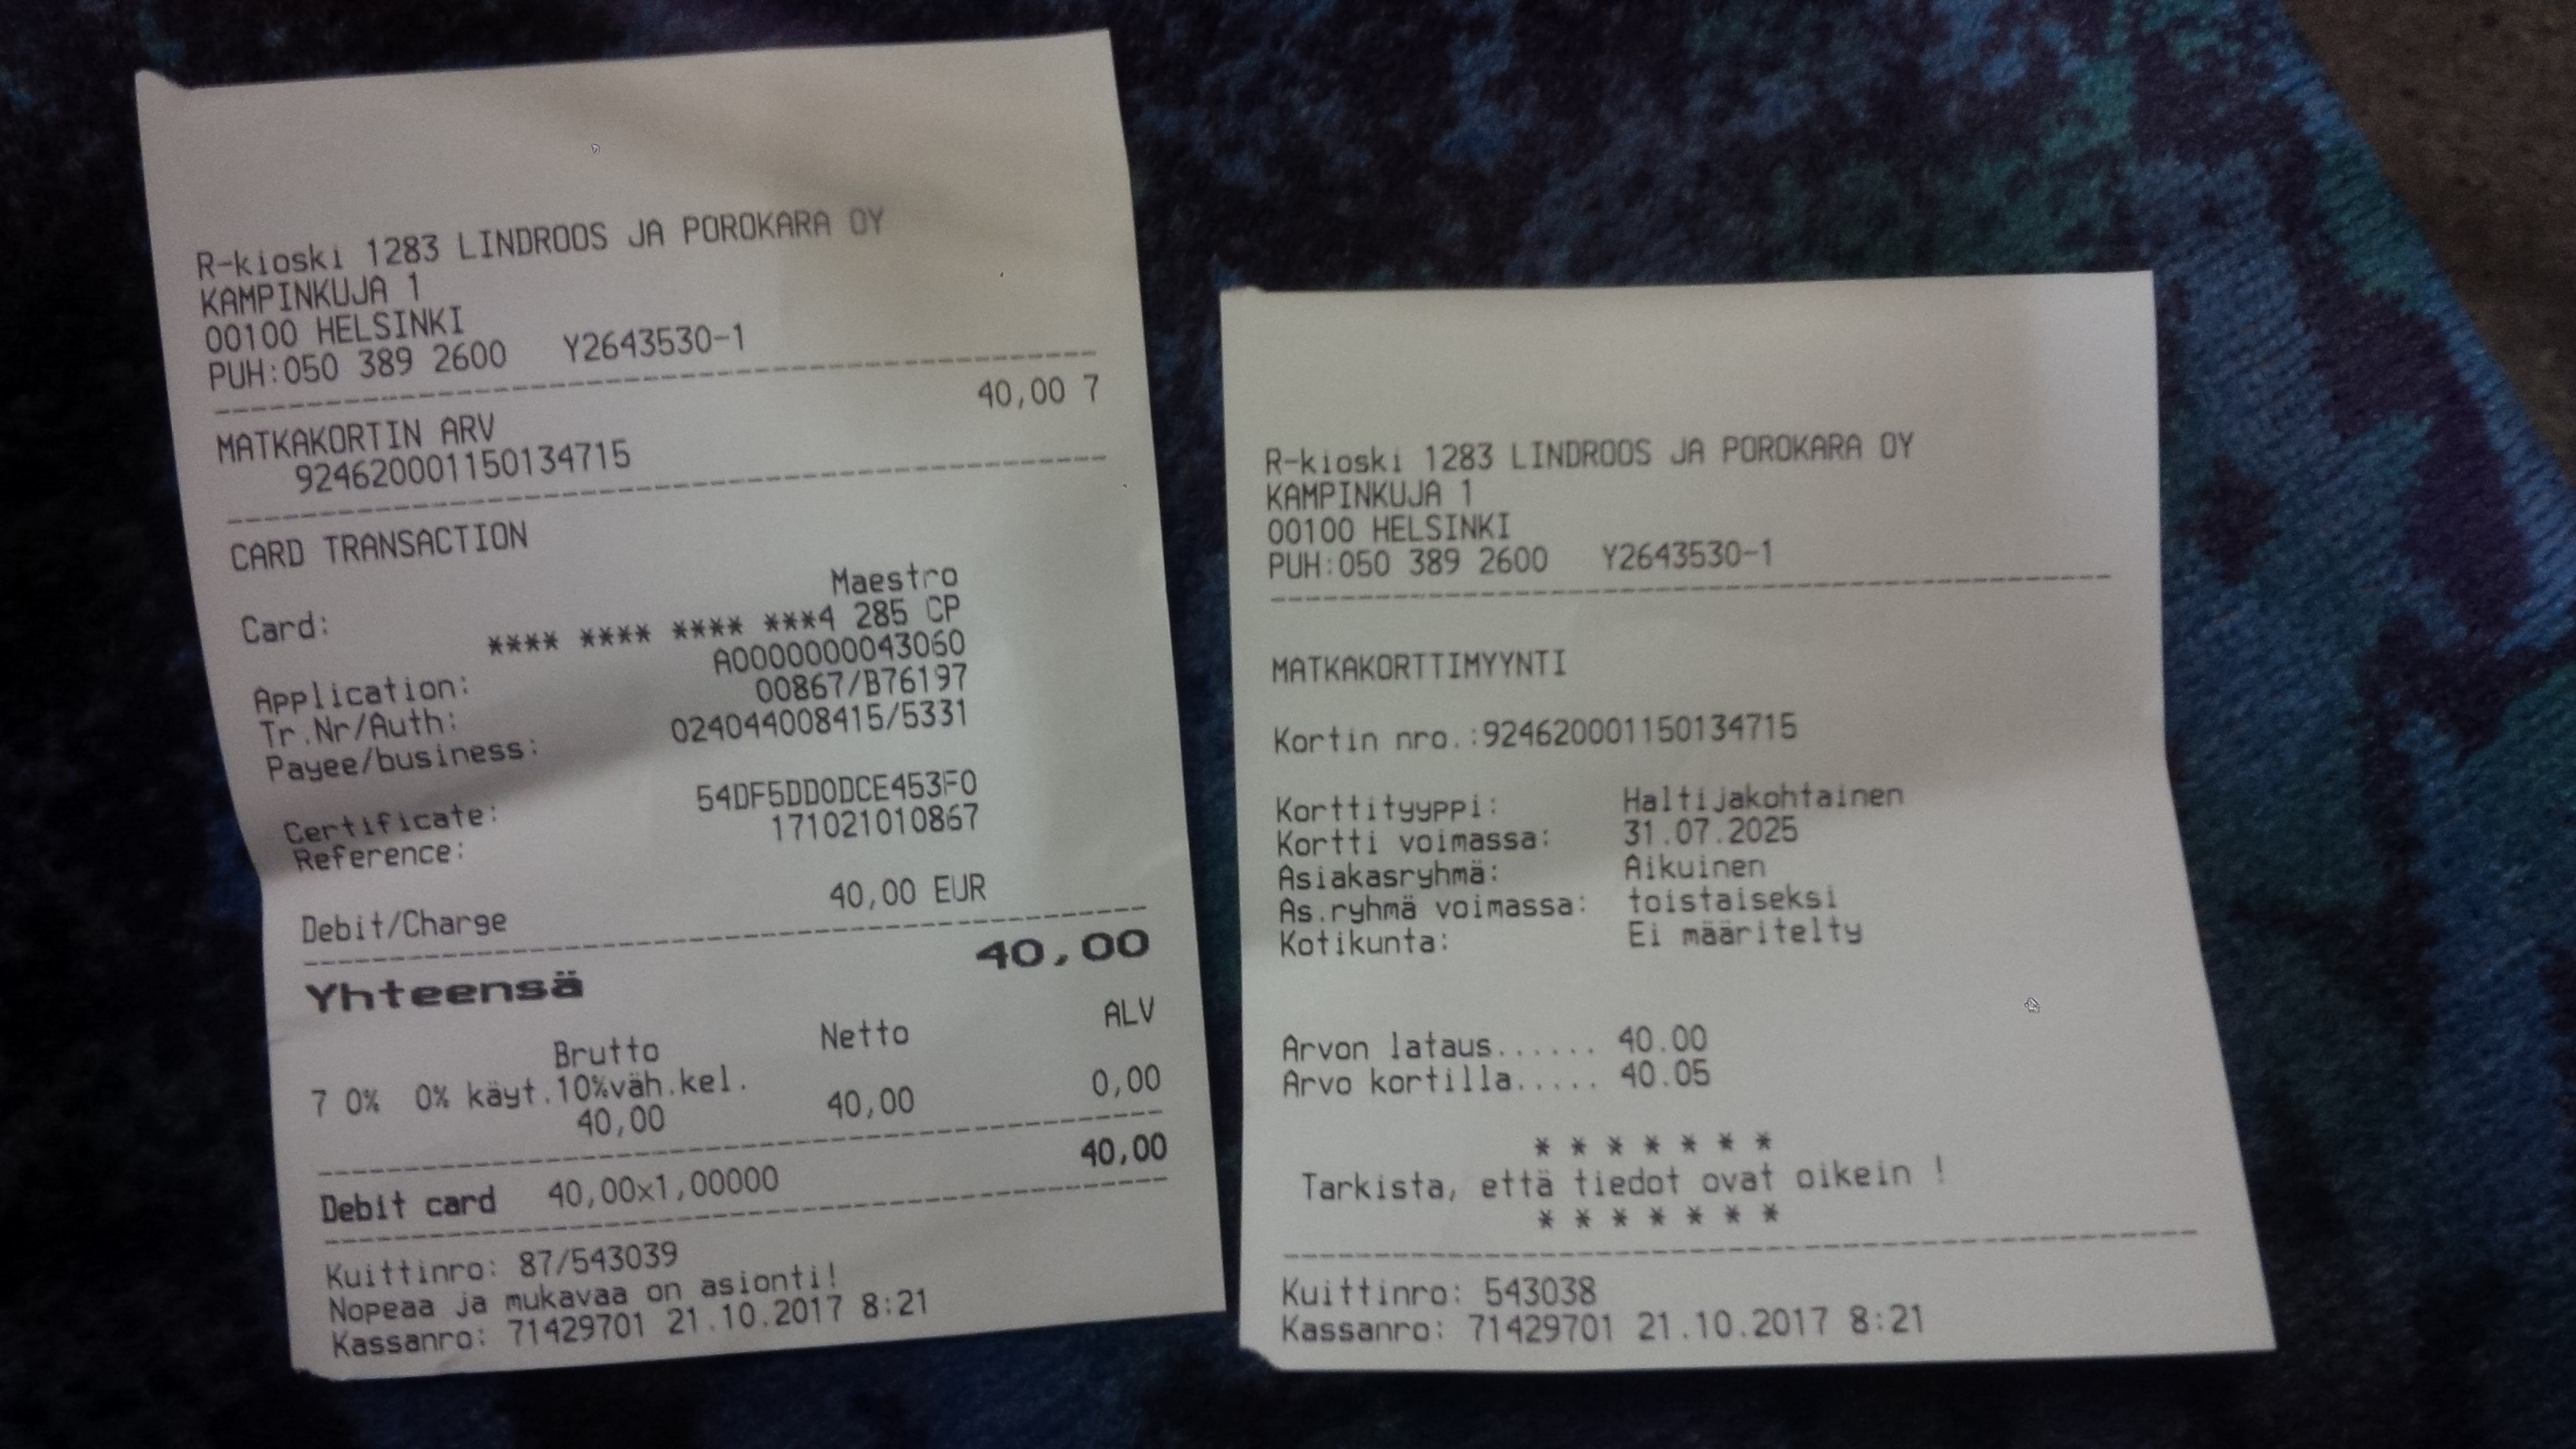 R-kioski 1283 LINDROOS JA POROKARA OY
KAMPINKUJA 1
00100 HELSINKI
PUH:050 389 2600 Y2643530-1
40,00 7
MATKAKORTIN ARV
924620001150134715
CARD TRANSACTION
Card: Maestro
**** **** **** ***4 285 CP
Application: A0000000043060
Tr.Nr/Auth: 00867/B76197
Payee/business: 024044008415/5331
Certificate: 54DF5DD0DCE453F0
Reference: 171021010867
Debit/Charge 40,00 EUR
Yhteensä 40,00
Brutto Netto ALV
7 0% 0% käyt.10%väh.kel.
40,00 40,00 0,00
Debit card 40,00x1,00000 40,00
Kuittinro: 87/543039
Nopeaa ja mukavaa on asionti!
Kassanro: 71429701 21.10.2017 8:21
R-kioski 1283 LINDROOS JA POROKARA OY
KAMPINKUJA 1
00100 HELSINKI
PUH:050 389 2600 Y2643530-1
MATKAKORTTIMYYNTI
Kortin nro.:924620001150134715
Korttityyppi: Haltijakohtainen
Kortti voimassa: 31.07.2025
Asiakasryhmä: Aikuinen
As.ryhmä voimassa: toistaiseksi
Kotikunta: Ei määritelty
Arvon lataus...... 40.00
Arvo kortilla..... 40.05
* * * * * * *
Tarkista, että tiedot ovat oikein !
* * * * * * *
Kuittinro: 543038
Kassanro: 71429701 21.10.2017 8:21